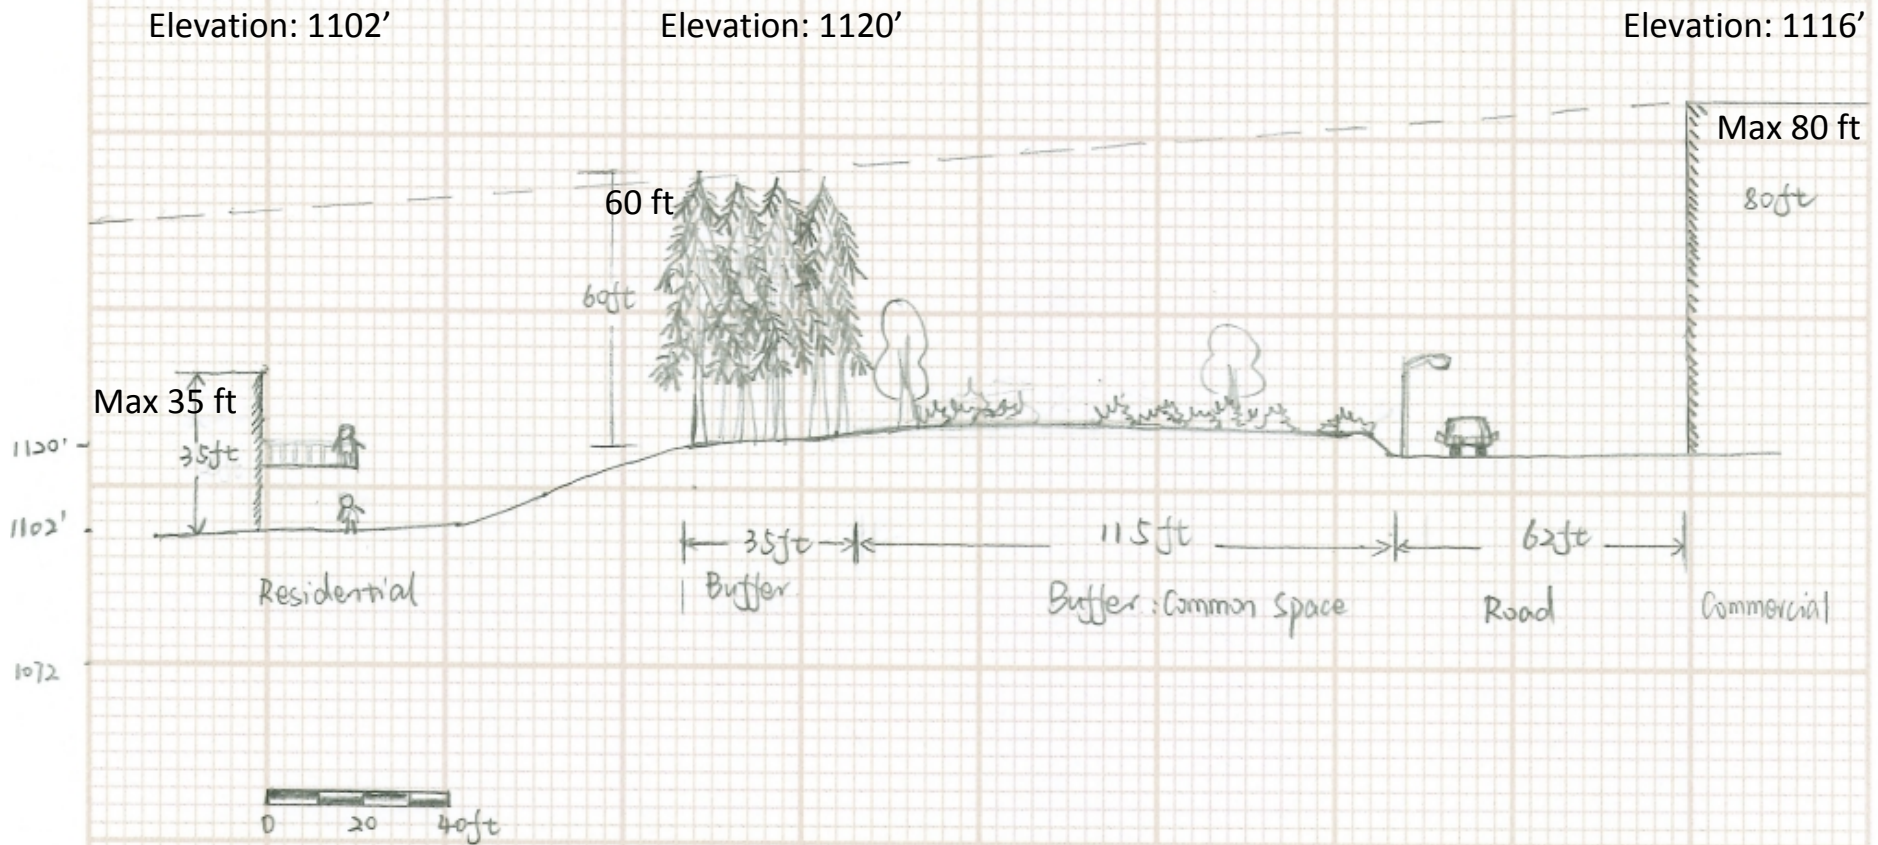 Elevation: 1102’
Elevation: 1120’
Elevation: 1116’
Max 80 ft
80ft
60 ft
60ft
Max 35 ft
35ft
1120'
1102'
35ft
115ft
62ft
Residential
Buffer
Buffer: Common Space
Road
Commercial
1072
0 20 40ft